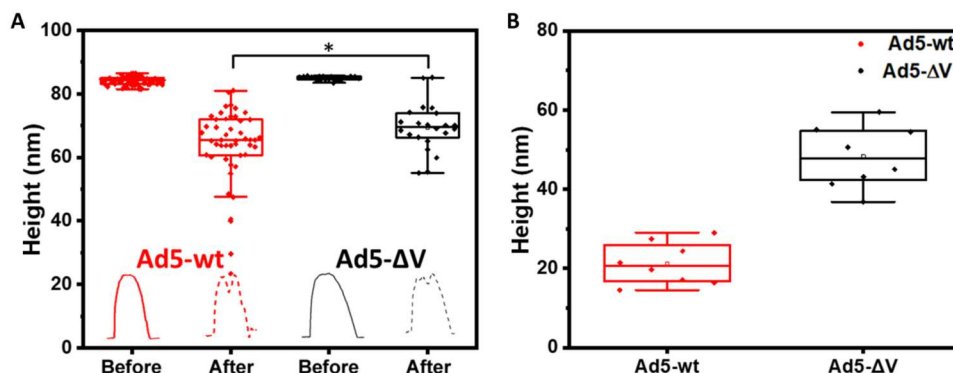 A
Height (nm)
100
80
60
40
20
0
*
Ad5-wt
Ad5-ΔV
Before
After
Before
After
B
Height (nm)
80
60
40
20
0
Ad5-wt
Ad5-ΔV
Ad5-wt
Ad5-ΔV